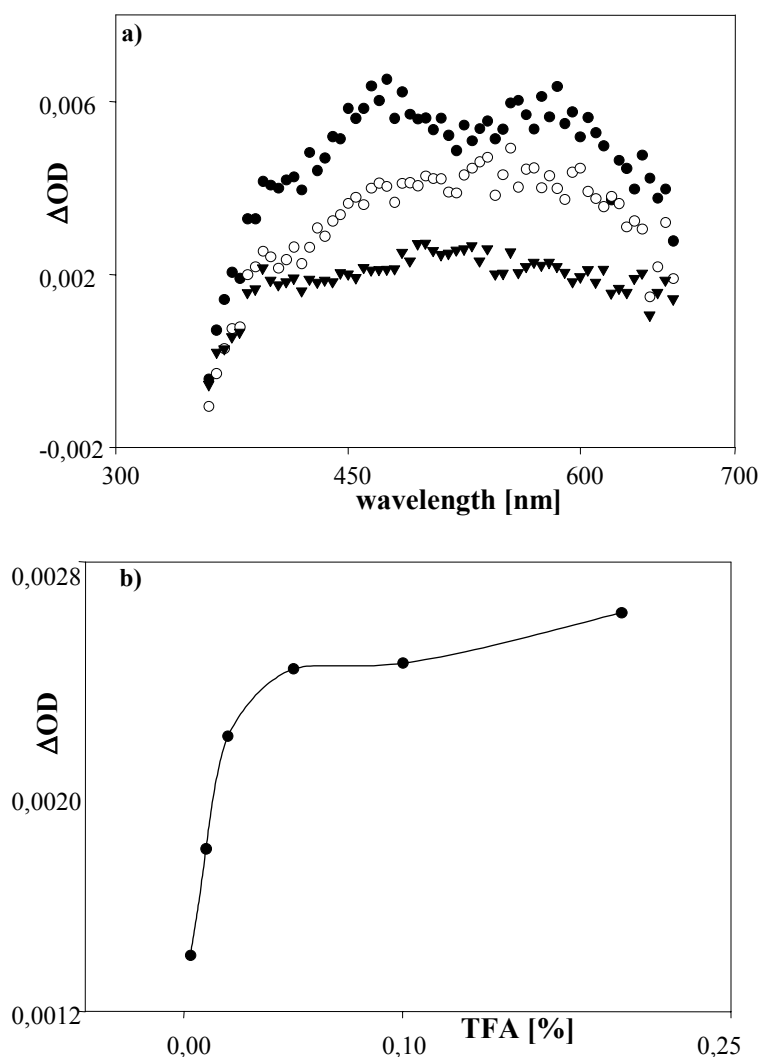 a)
0,006
0,002
-0,002
ΔOD
300 450 600 700
wavelength [nm]
b)
0,0028
0,0020
0,0012
ΔOD
0,00 0,10 0,25
TFA [%]